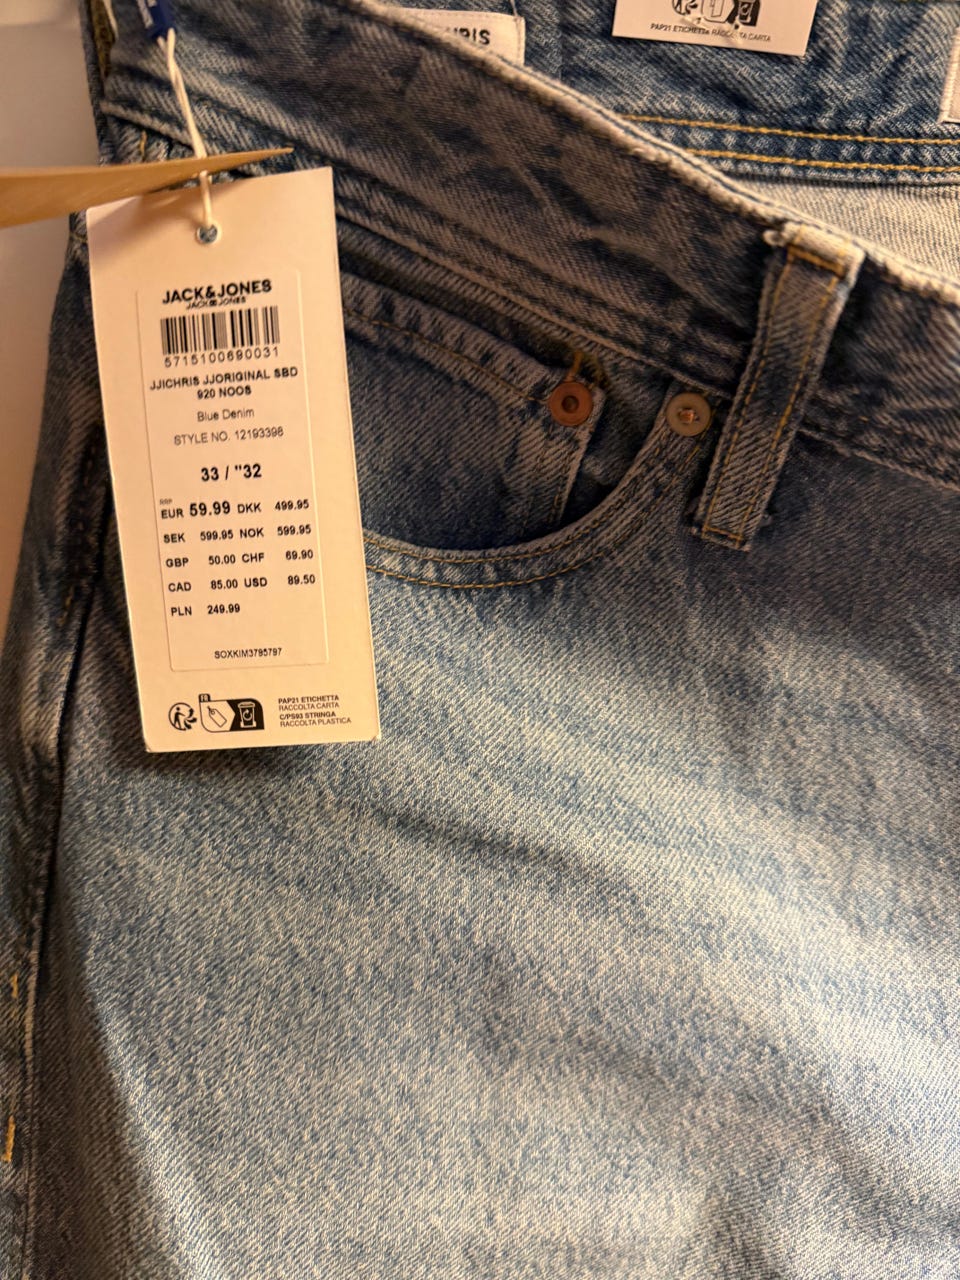 RIS
PAP21 ETICHETTA RACCOLTA CARTA
JACK&JONES
JACK&JONES
5715100690031
JJICHRIS JJORIGINAL SBD
920 NOOS
Blue Denim
STYLE NO. 12193398
33 / "32
RRP
EUR 59.99 DKK 499.95
SEK 599.95 NOK 599.95
GBP 50.00 CHF 69.90
CAD 85.00 USD 89.50
PLN 249.99
SOXKIM3795797
FR
PAP21 ETICHETTA
RACCOLTA CARTA
C/PS93 STRINGA
RACCOLTA PLASTICA